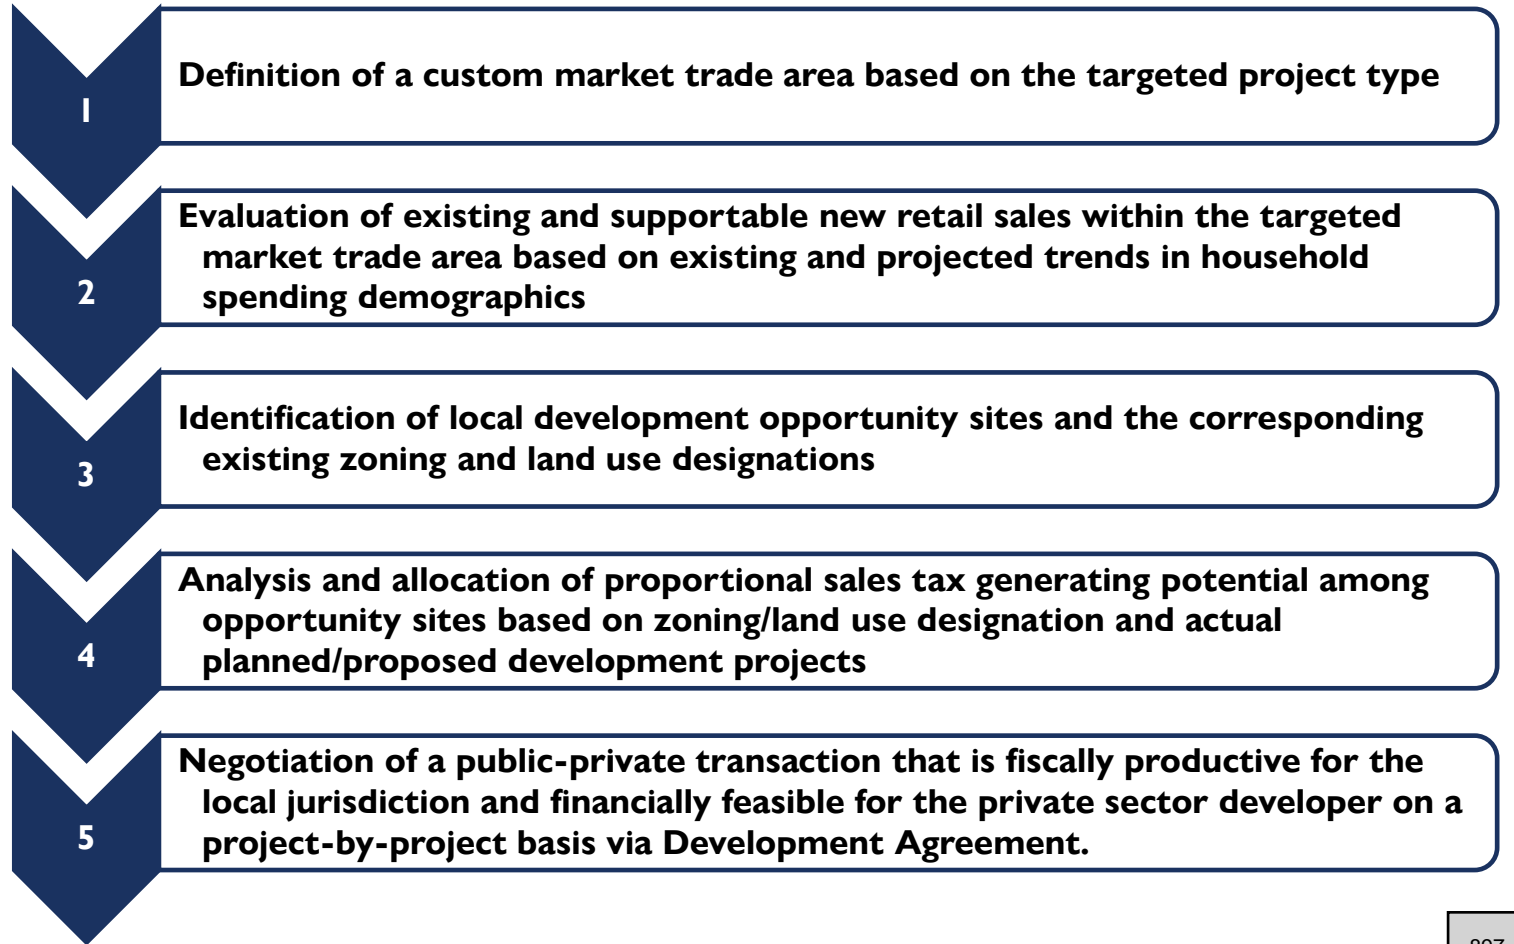 1
Definition of a custom market trade area based on the targeted project type
2
Evaluation of existing and supportable new retail sales within the targeted
market trade area based on existing and projected trends in household
spending demographics
3
Identification of local development opportunity sites and the corresponding
existing zoning and land use designations
4
Analysis and allocation of proportional sales tax generating potential among
opportunity sites based on zoning/land use designation and actual
planned/proposed development projects
5
Negotiation of a public-private transaction that is fiscally productive for the
local jurisdiction and financially feasible for the private sector developer on a
project-by-project basis via Development Agreement.